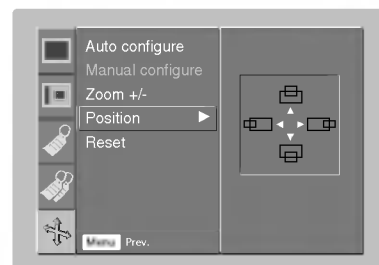 Auto configure
Manual configure
Zoom +/-
Position
Reset
Menu Prev.